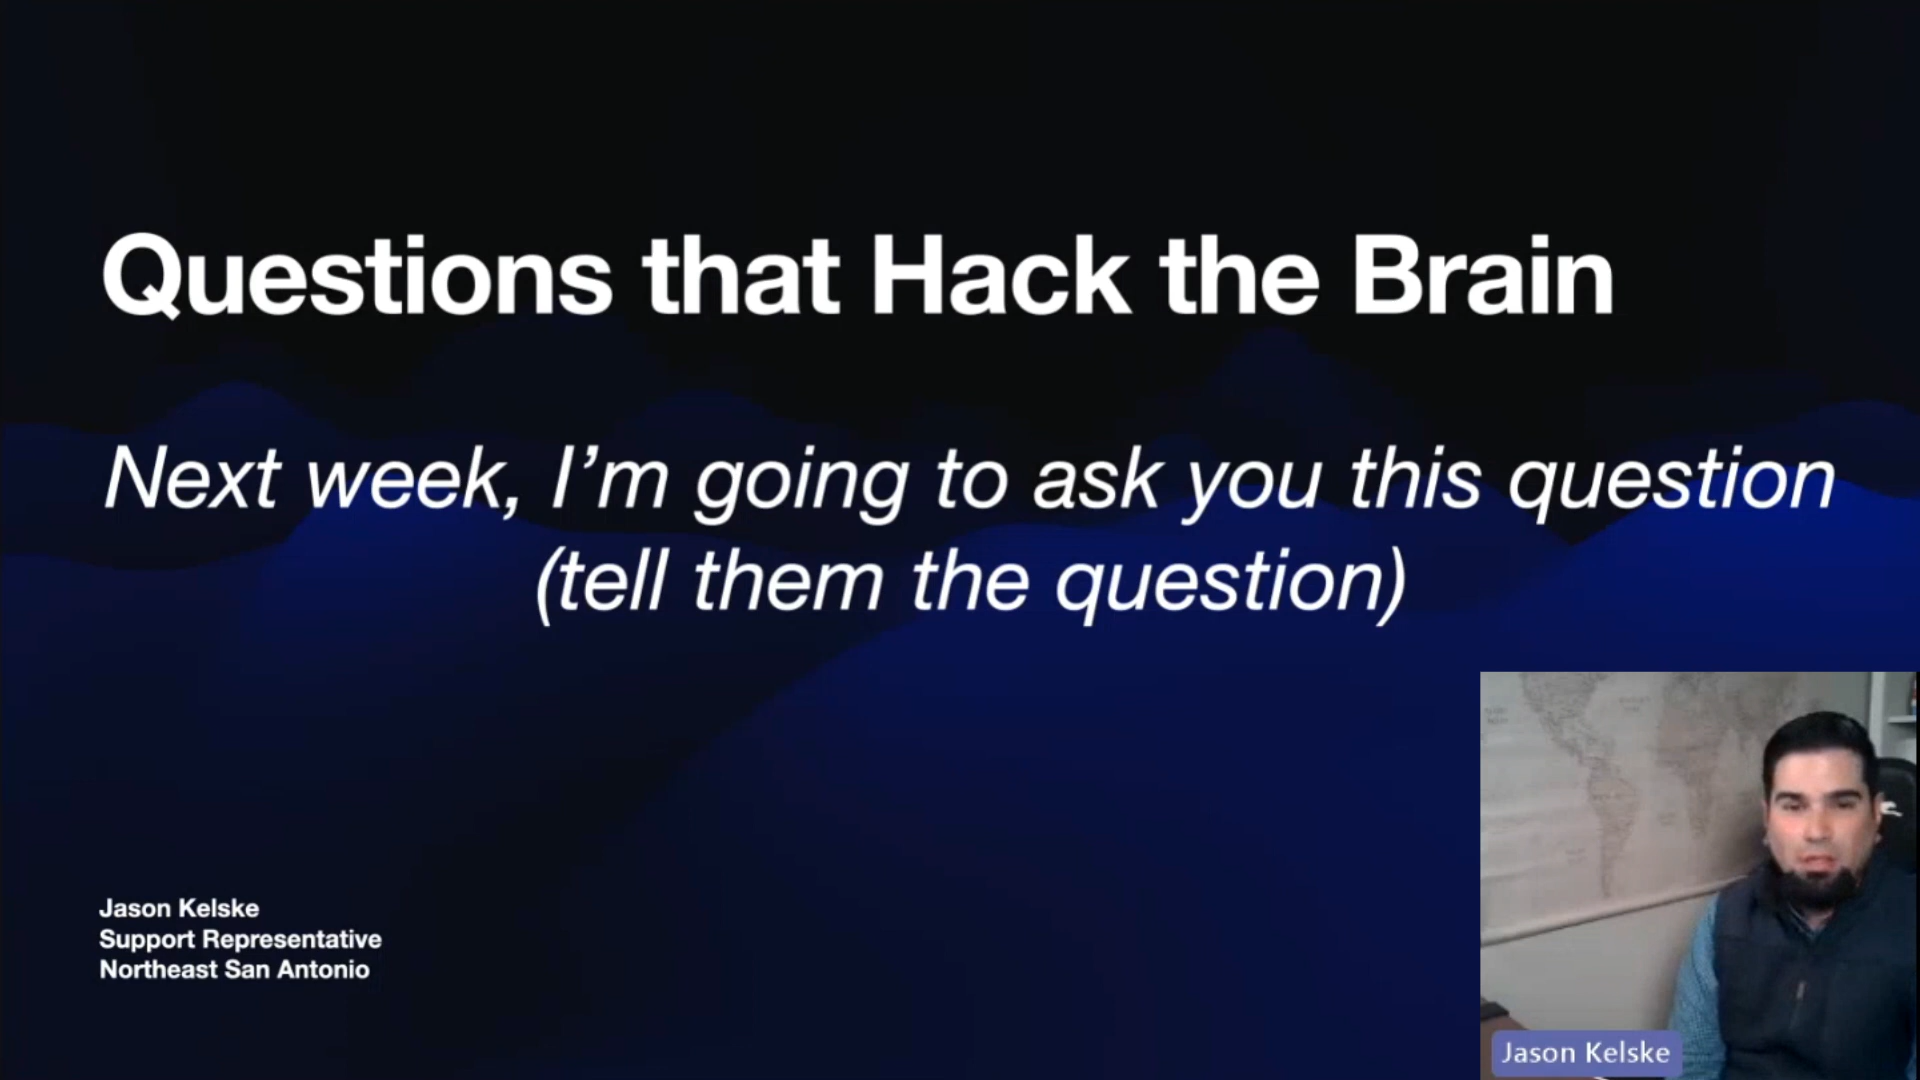 Questions that Hack the Brain
Next week, I’m going to ask you this question
(tell them the question)
Jason Kelske
Support Representative
Northeast San Antonio
Jason Kelske